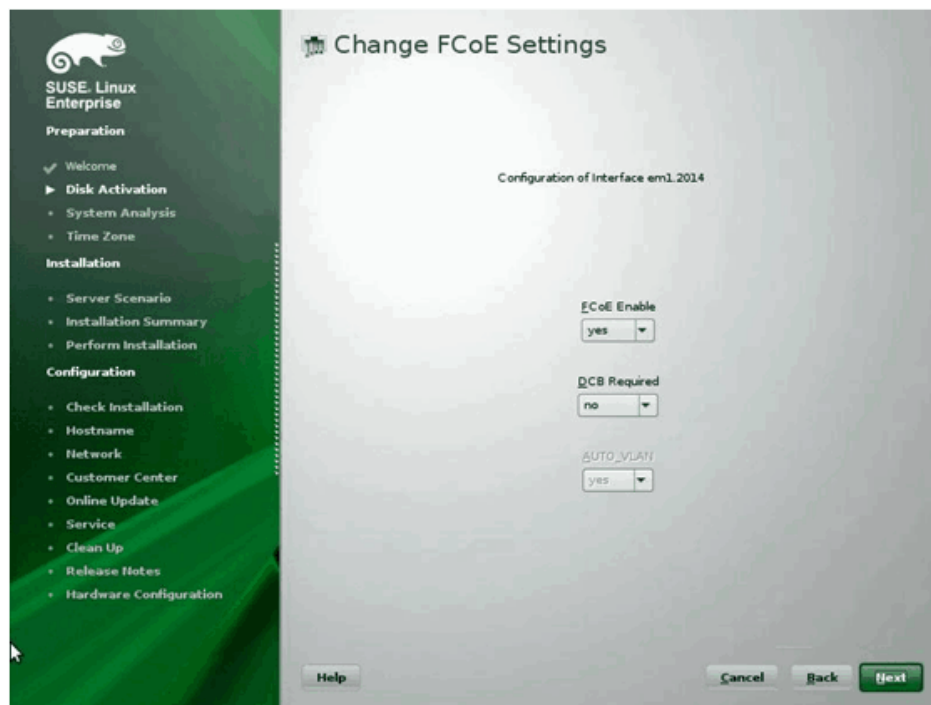 SUSE. Linux
Enterprise
Preparation
Welcome
Disk Activation
System Analysis
Time Zone
Installation
Server Scenario
Installation Summary
Perform Installation
Configuration
Check Installation
Hostname
Network
Customer Center
Online Update
Service
Clean Up
Release Notes
Hardware Configuration
Change FCoE Settings
Configuration of Interface em1.2014
FCoE Enable
yes
DCB Required
no
AUTO_VLAN
yes
Help
Cancel
Back
Next